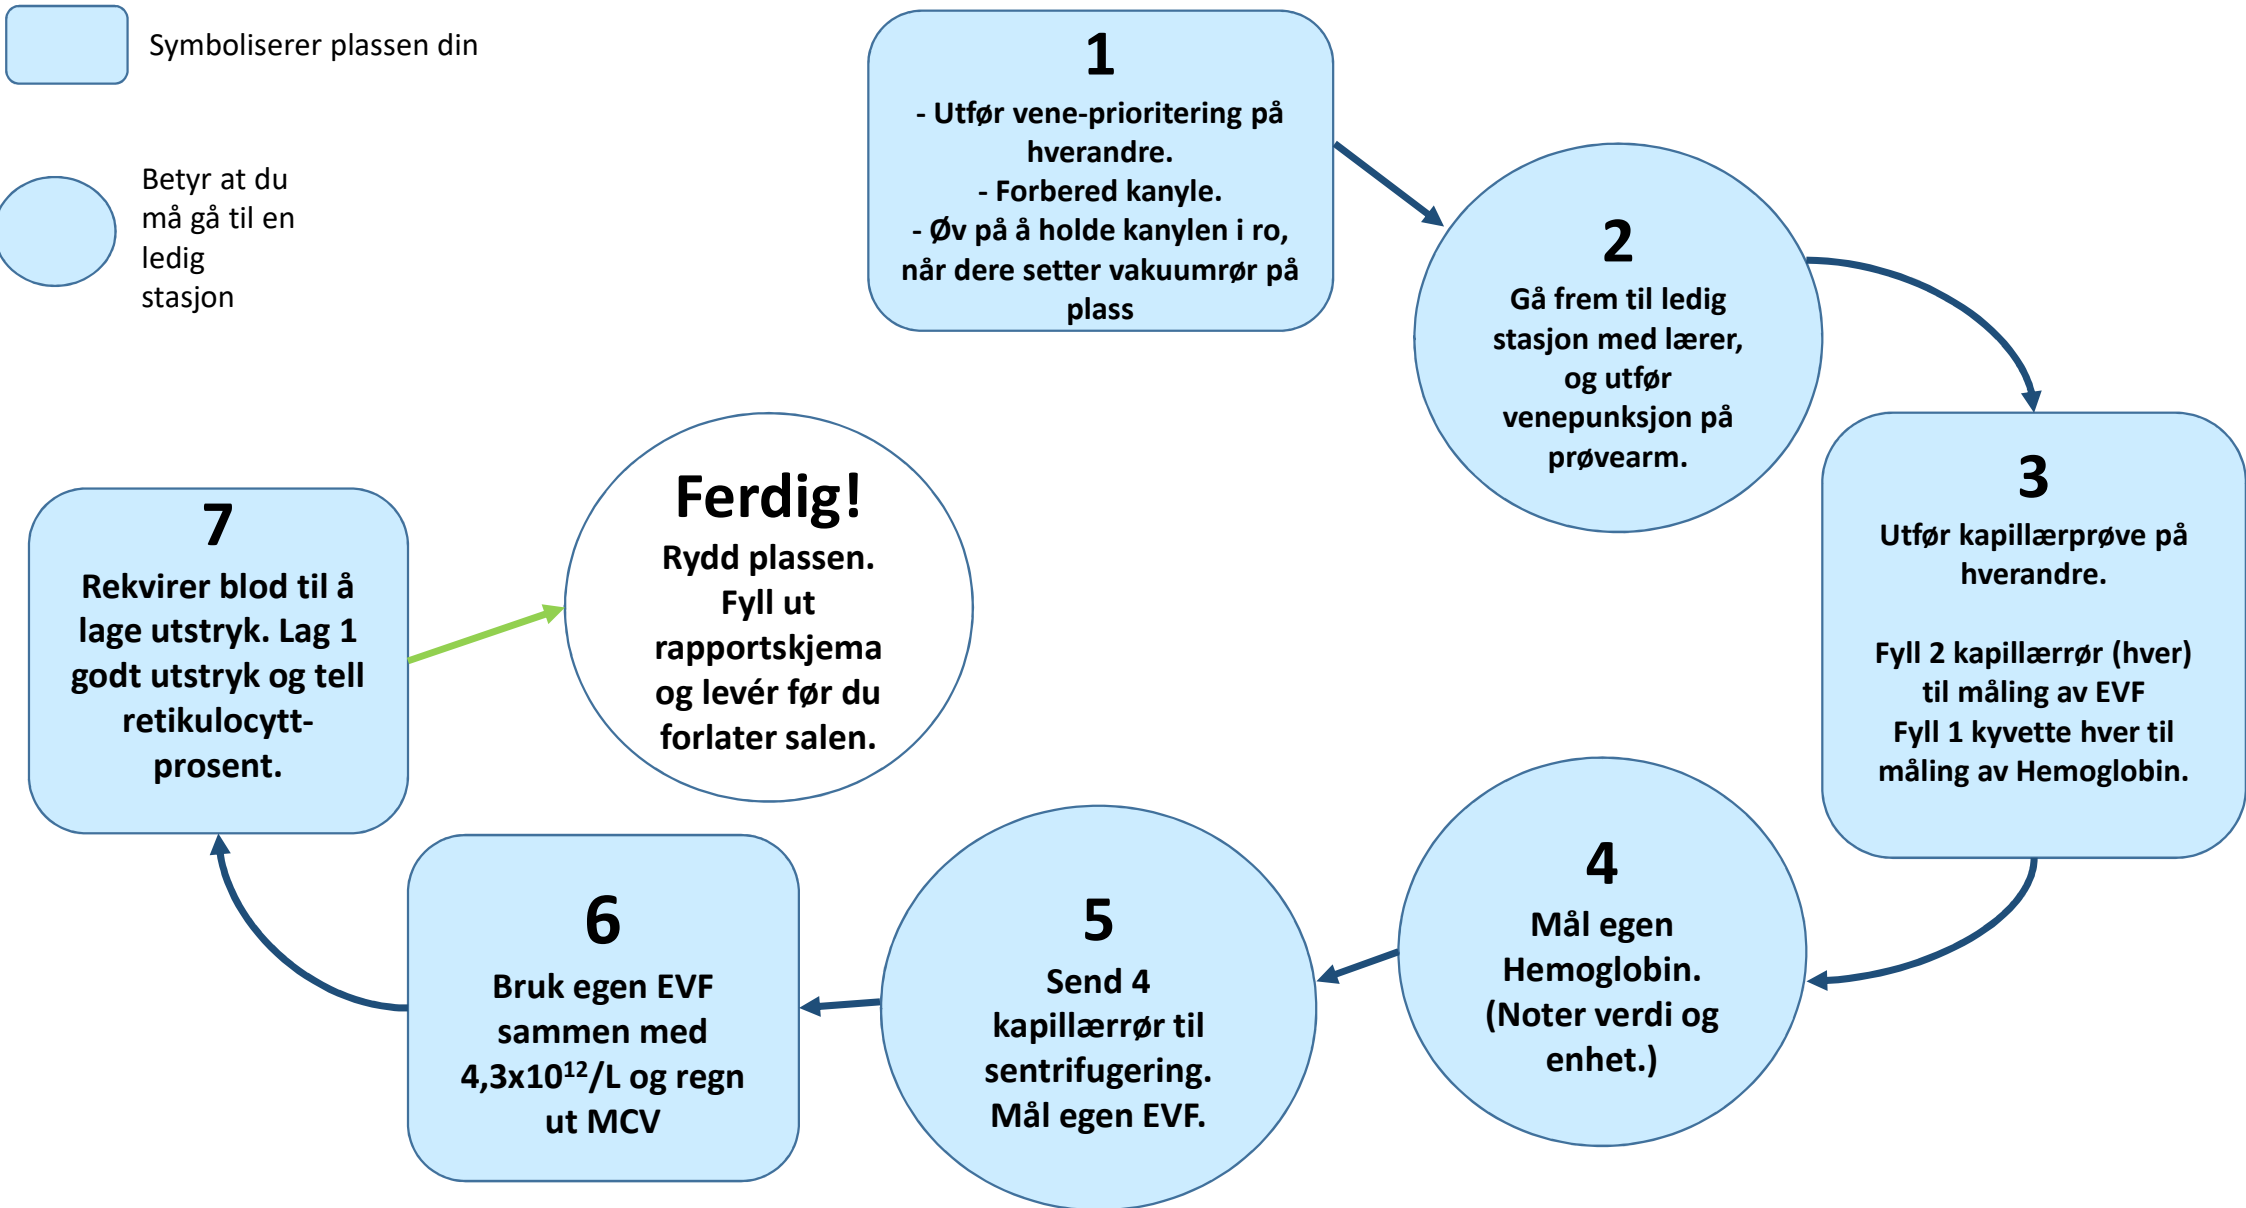 Symboliserer plassen din
Betyr at du
må gå til en
ledig
stasjon
1
- Utfør vene-prioritering på
hverandre.
- Forbered kanyle.
- Øv på å holde kanylen i ro,
når dere setter vakuumrør på
plass
2
Gå frem til ledig
stasjon med lærer,
og utfør
venepunksjon på
prøvearm.
3
Utfør kapillærprøve på
hverandre.
Fyll 2 kapillærrør (hver)
til måling av EVF
Fyll 1 kyvette hver til
måling av Hemoglobin.
4
Mål egen
Hemoglobin.
(Noter verdi og
enhet.)
5
Send 4
kapillærrør til
sentrifugering.
Mål egen EVF.
6
Bruk egen EVF
sammen med
4,3x10¹²/L og regn
ut MCV
7
Rekvirer blod til å
lage utstryk. Lag 1
godt utstryk og tell
retikulocytt-
prosent.
Ferdig!
Rydd plassen.
Fyll ut
rapportskjema
og levér før du
forlater salen.